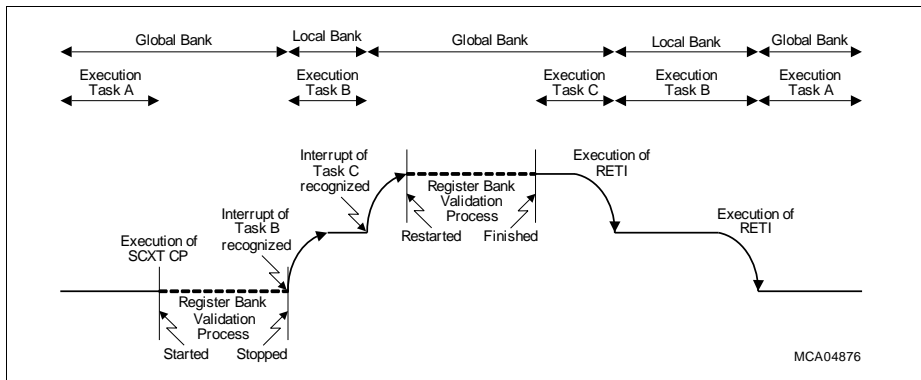 Global Bank
Local Bank
Global Bank
Local Bank
Global Bank
Execution
Task A
Execution
Task B
Execution
Task C
Execution
Task B
Execution
Task A
Interrupt of
Task C
recognized
Execution of
RETI
Register Bank
Validation
Process
Interrupt of
Task B
recognized
Restarted
Finished
Execution of
RETI
Execution of
SCXT CP
Register Bank
Validation
Process
Started
Stopped
MCA04876